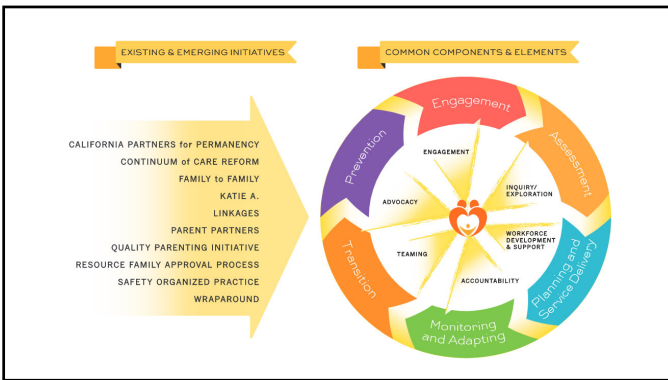 EXISTING & EMERGING INITIATIVES
COMMON COMPONENTS & ELEMENTS
CALIFORNIA PARTNERS for PERMANENCY
CONTINUUM of CARE REFORM
FAMILY to FAMILY
KATIE A.
LINKAGES
PARENT PARTNERS
QUALITY PARENTING INITIATIVE
RESOURCE FAMILY APPROVAL PROCESS
SAFETY ORGANIZED PRACTICE
WRAPAROUND
Prevention
Engagement
Assessment
Planning and
Service Delivery
Monitoring
and Adapting
Transition
ENGAGEMENT
INQUIRY/
EXPLORATION
WORKFORCE
DEVELOPMENT
& SUPPORT
ACCOUNTABILITY
TEAMING
ADVOCACY